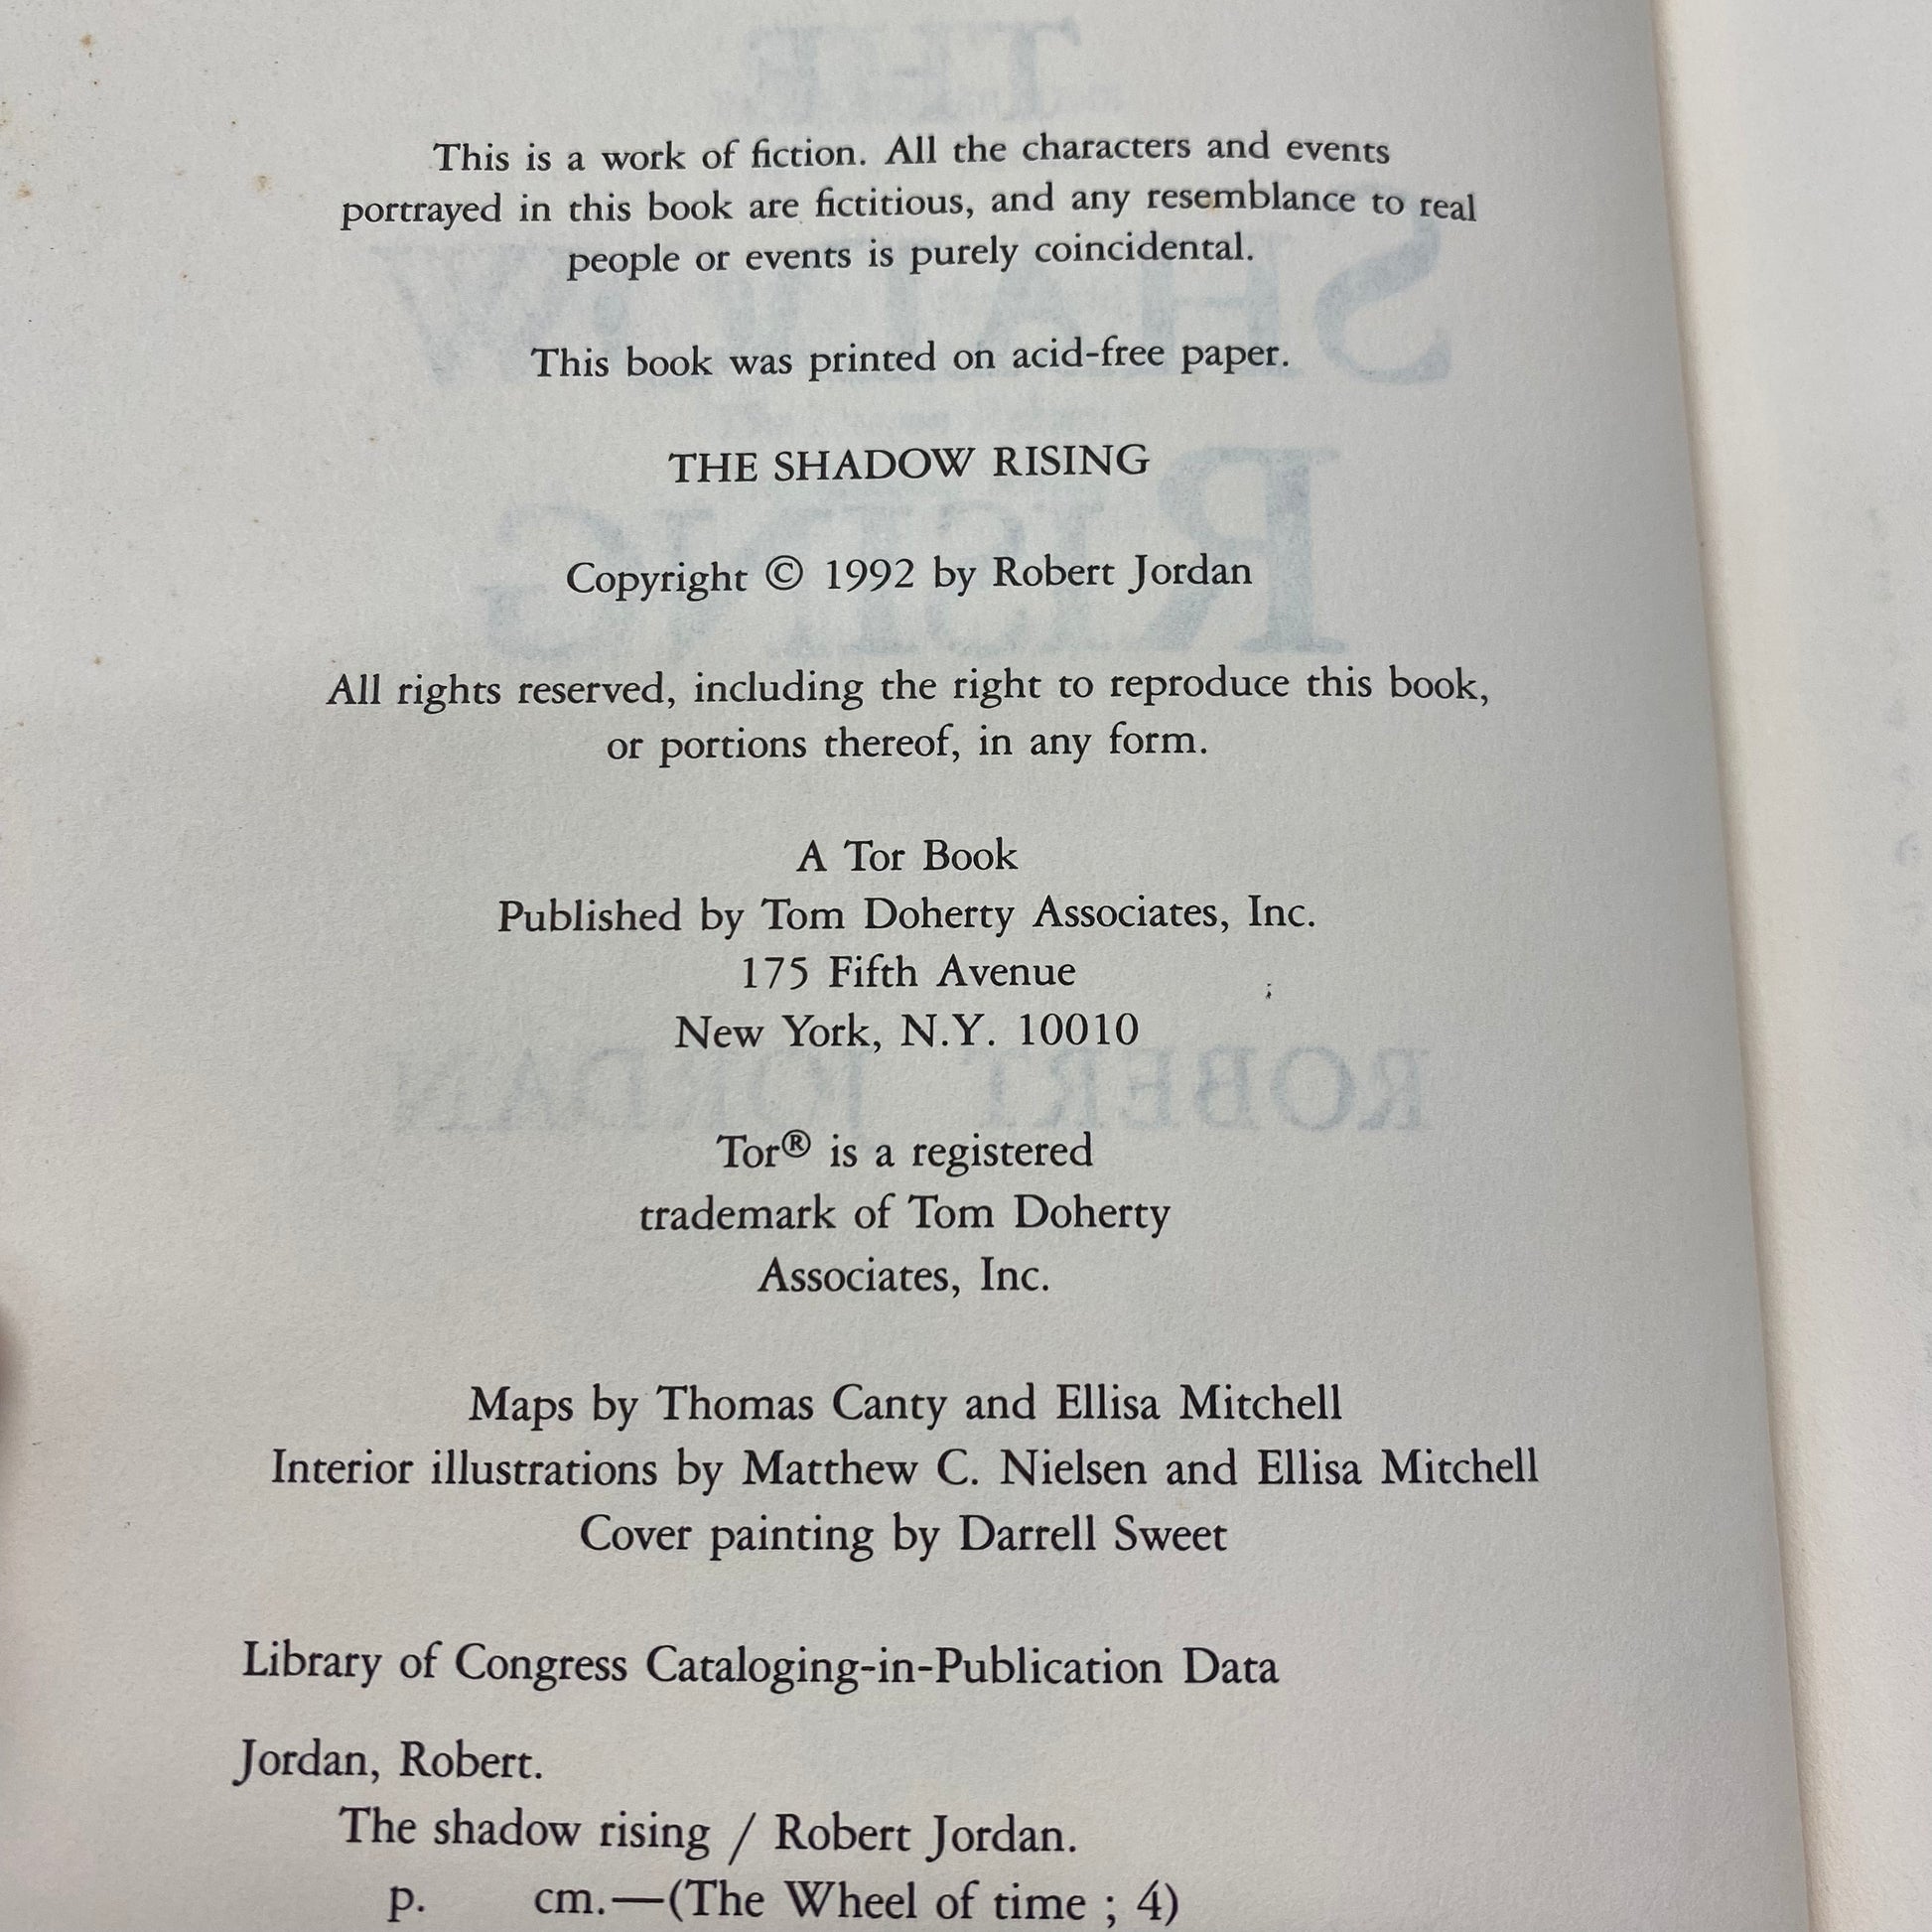 This is a work of fiction. All the characters and events
portrayed in this book are fictitious, and any resemblance to real
people or events is purely coincidental.
This book was printed on acid-free paper.
THE SHADOW RISING
Copyright © 1992 by Robert Jordan
All rights reserved, including the right to reproduce this book,
or portions thereof, in any form.
A Tor Book
Published by Tom Doherty Associates, Inc.
175 Fifth Avenue
New York, N.Y. 10010
Tor® is a registered
trademark of Tom Doherty
Associates, Inc.
Maps by Thomas Canty and Ellisa Mitchell
Interior illustrations by Matthew C. Nielsen and Ellisa Mitchell
Cover painting by Darrell Sweet
Library of Congress Cataloging-in-Publication Data
Jordan, Robert.
The shadow rising / Robert Jordan.
p. cm.—(The Wheel of time ; 4)